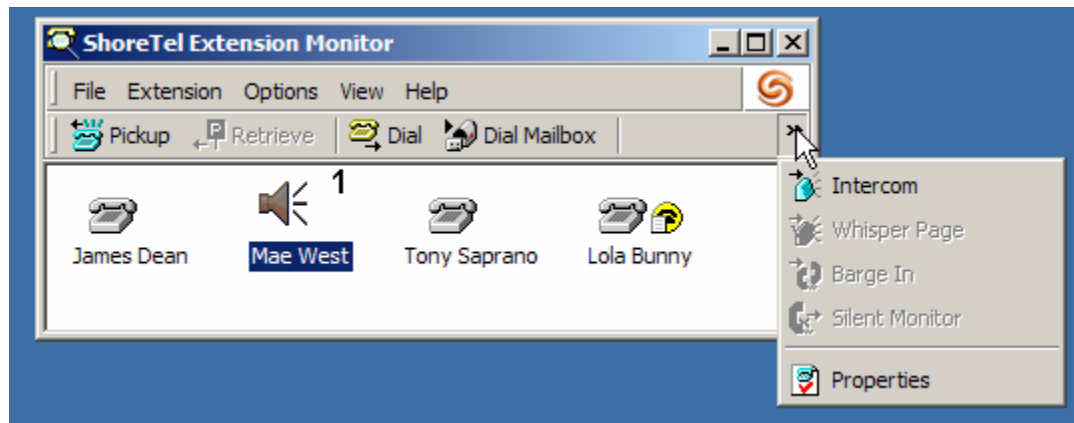 ShoreTel Extension Monitor
File Extension Options View Help
Pickup Retrieve Dial Dial Mailbox »
1
James Dean Mae West Tony Saprano Lola Bunny
Intercom
Whisper Page
Barge In
Silent Monitor
Properties